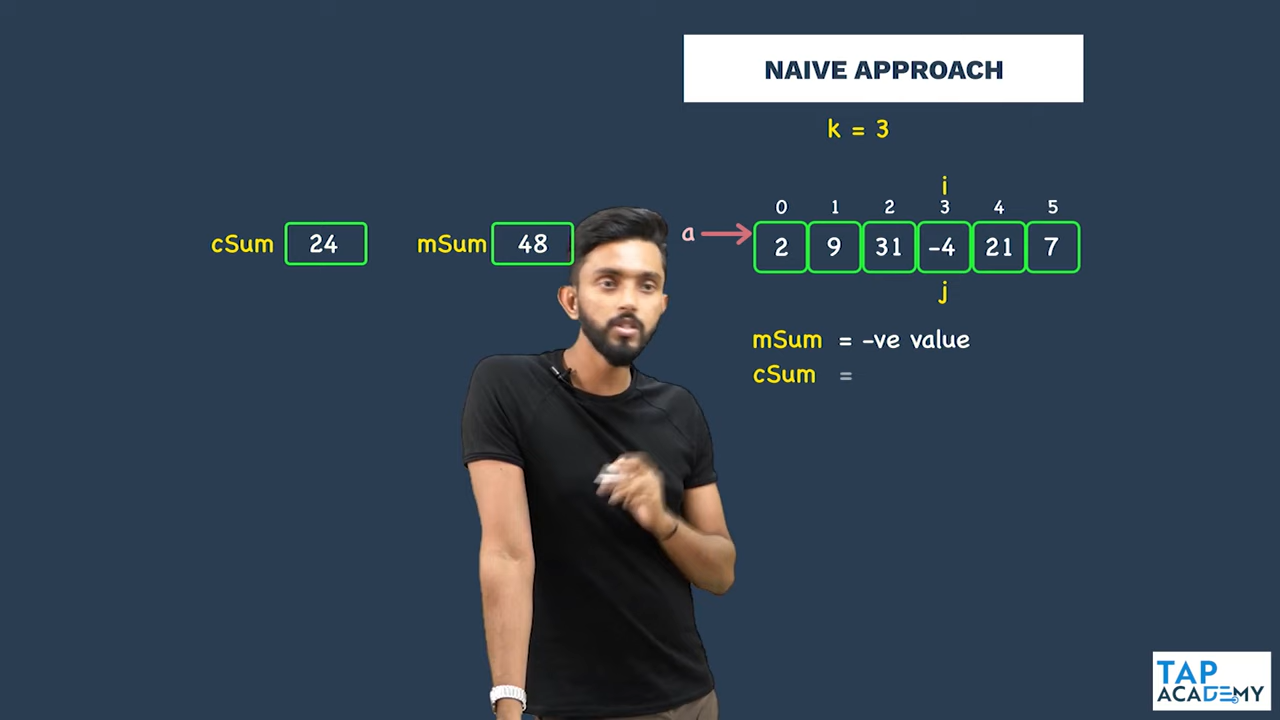 NAIVE APPROACH
k = 3
i
0 1 2 3 4 5
cSum 24 mSum 48 a 2 9 31 -4 21 7
j
mSum = -ve value
cSum =
TAP
ACADEMY